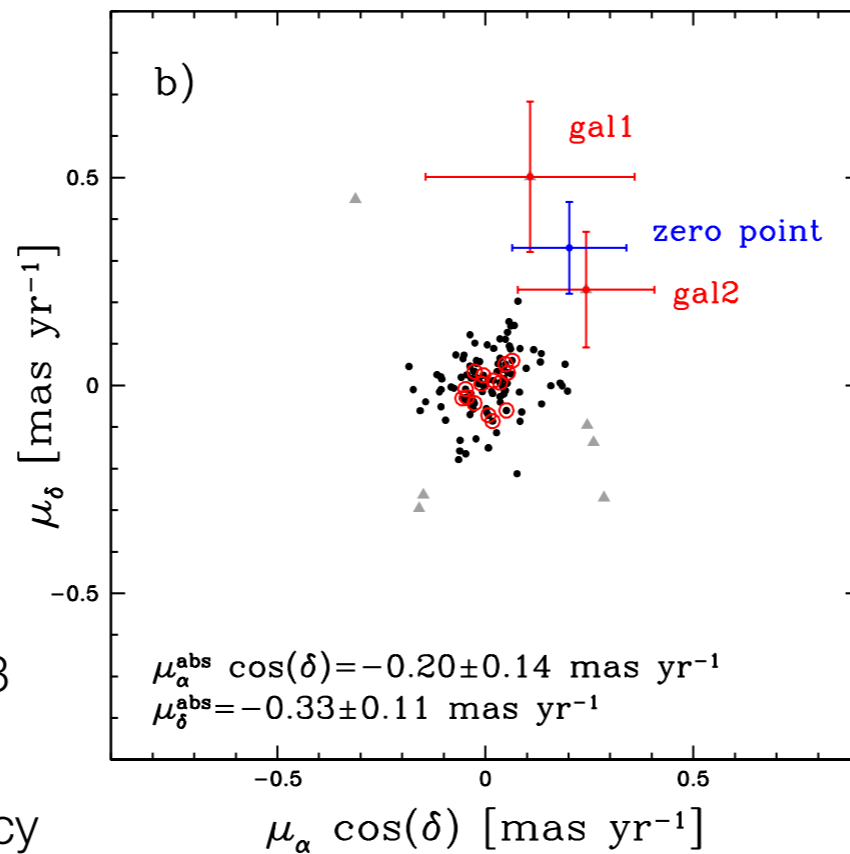 b)
gal1
0.5
zero point
gal2
0
μδ [mas yr⁻¹]
−0.5
3
μα^abs cos(δ)=−0.20±0.14 mas yr⁻¹
μδ^abs=−0.33±0.11 mas yr⁻¹
−0.5 0 0.5
cy
μα cos(δ) [mas yr⁻¹]